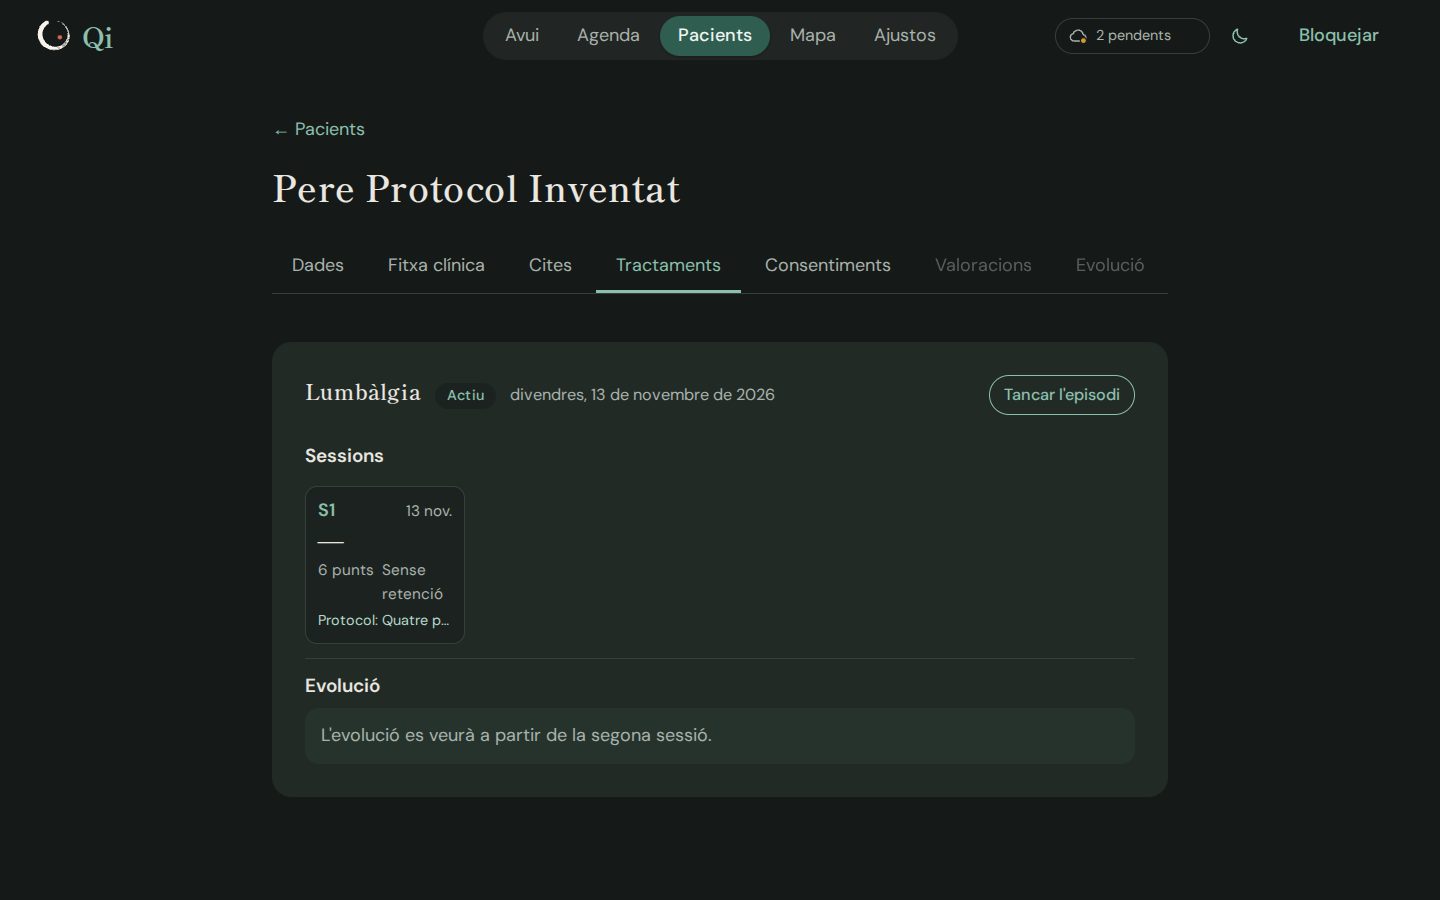 Qi
Avui Agenda Pacients Mapa Ajustos
2 pendents
Bloquejar
← Pacients
Pere Protocol Inventat
Dades Fitxa clínica Cites Tractaments Consentiments Valoracions Evolució
Lumbàlgia Actiu divendres, 13 de novembre de 2026 Tancar l'episodi
Sessions
S1 13 nov.
—
6 punts Sense retenció
Protocol: Quatre p…
Evolució
L'evolució es veurà a partir de la segona sessió.